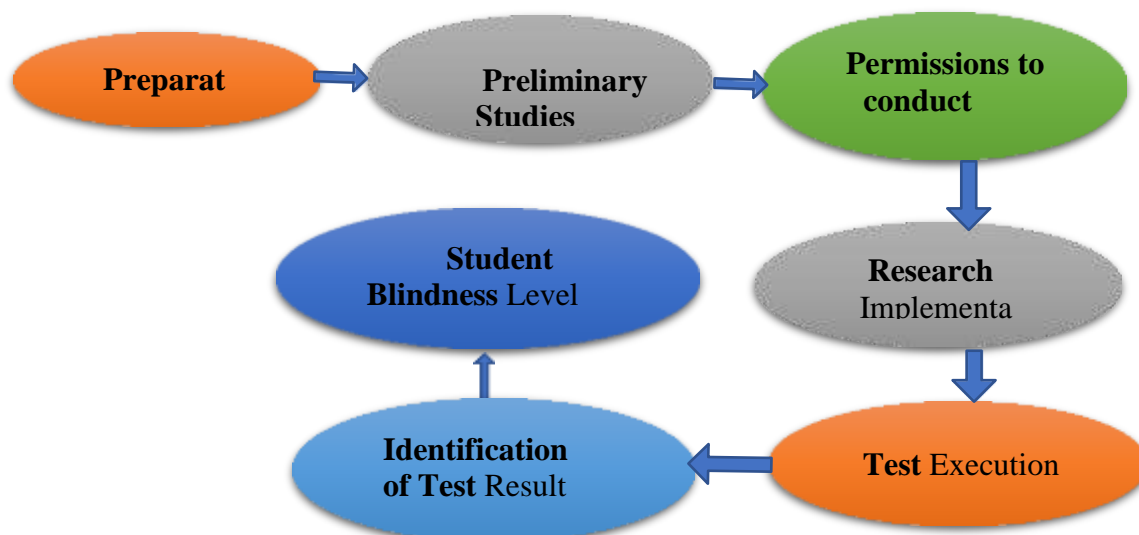 Preparat
Preliminary
Studies
Permissions to
conduct
Research
Implementa
Test Execution
Identification
of Test Result
Student
Blindness Level